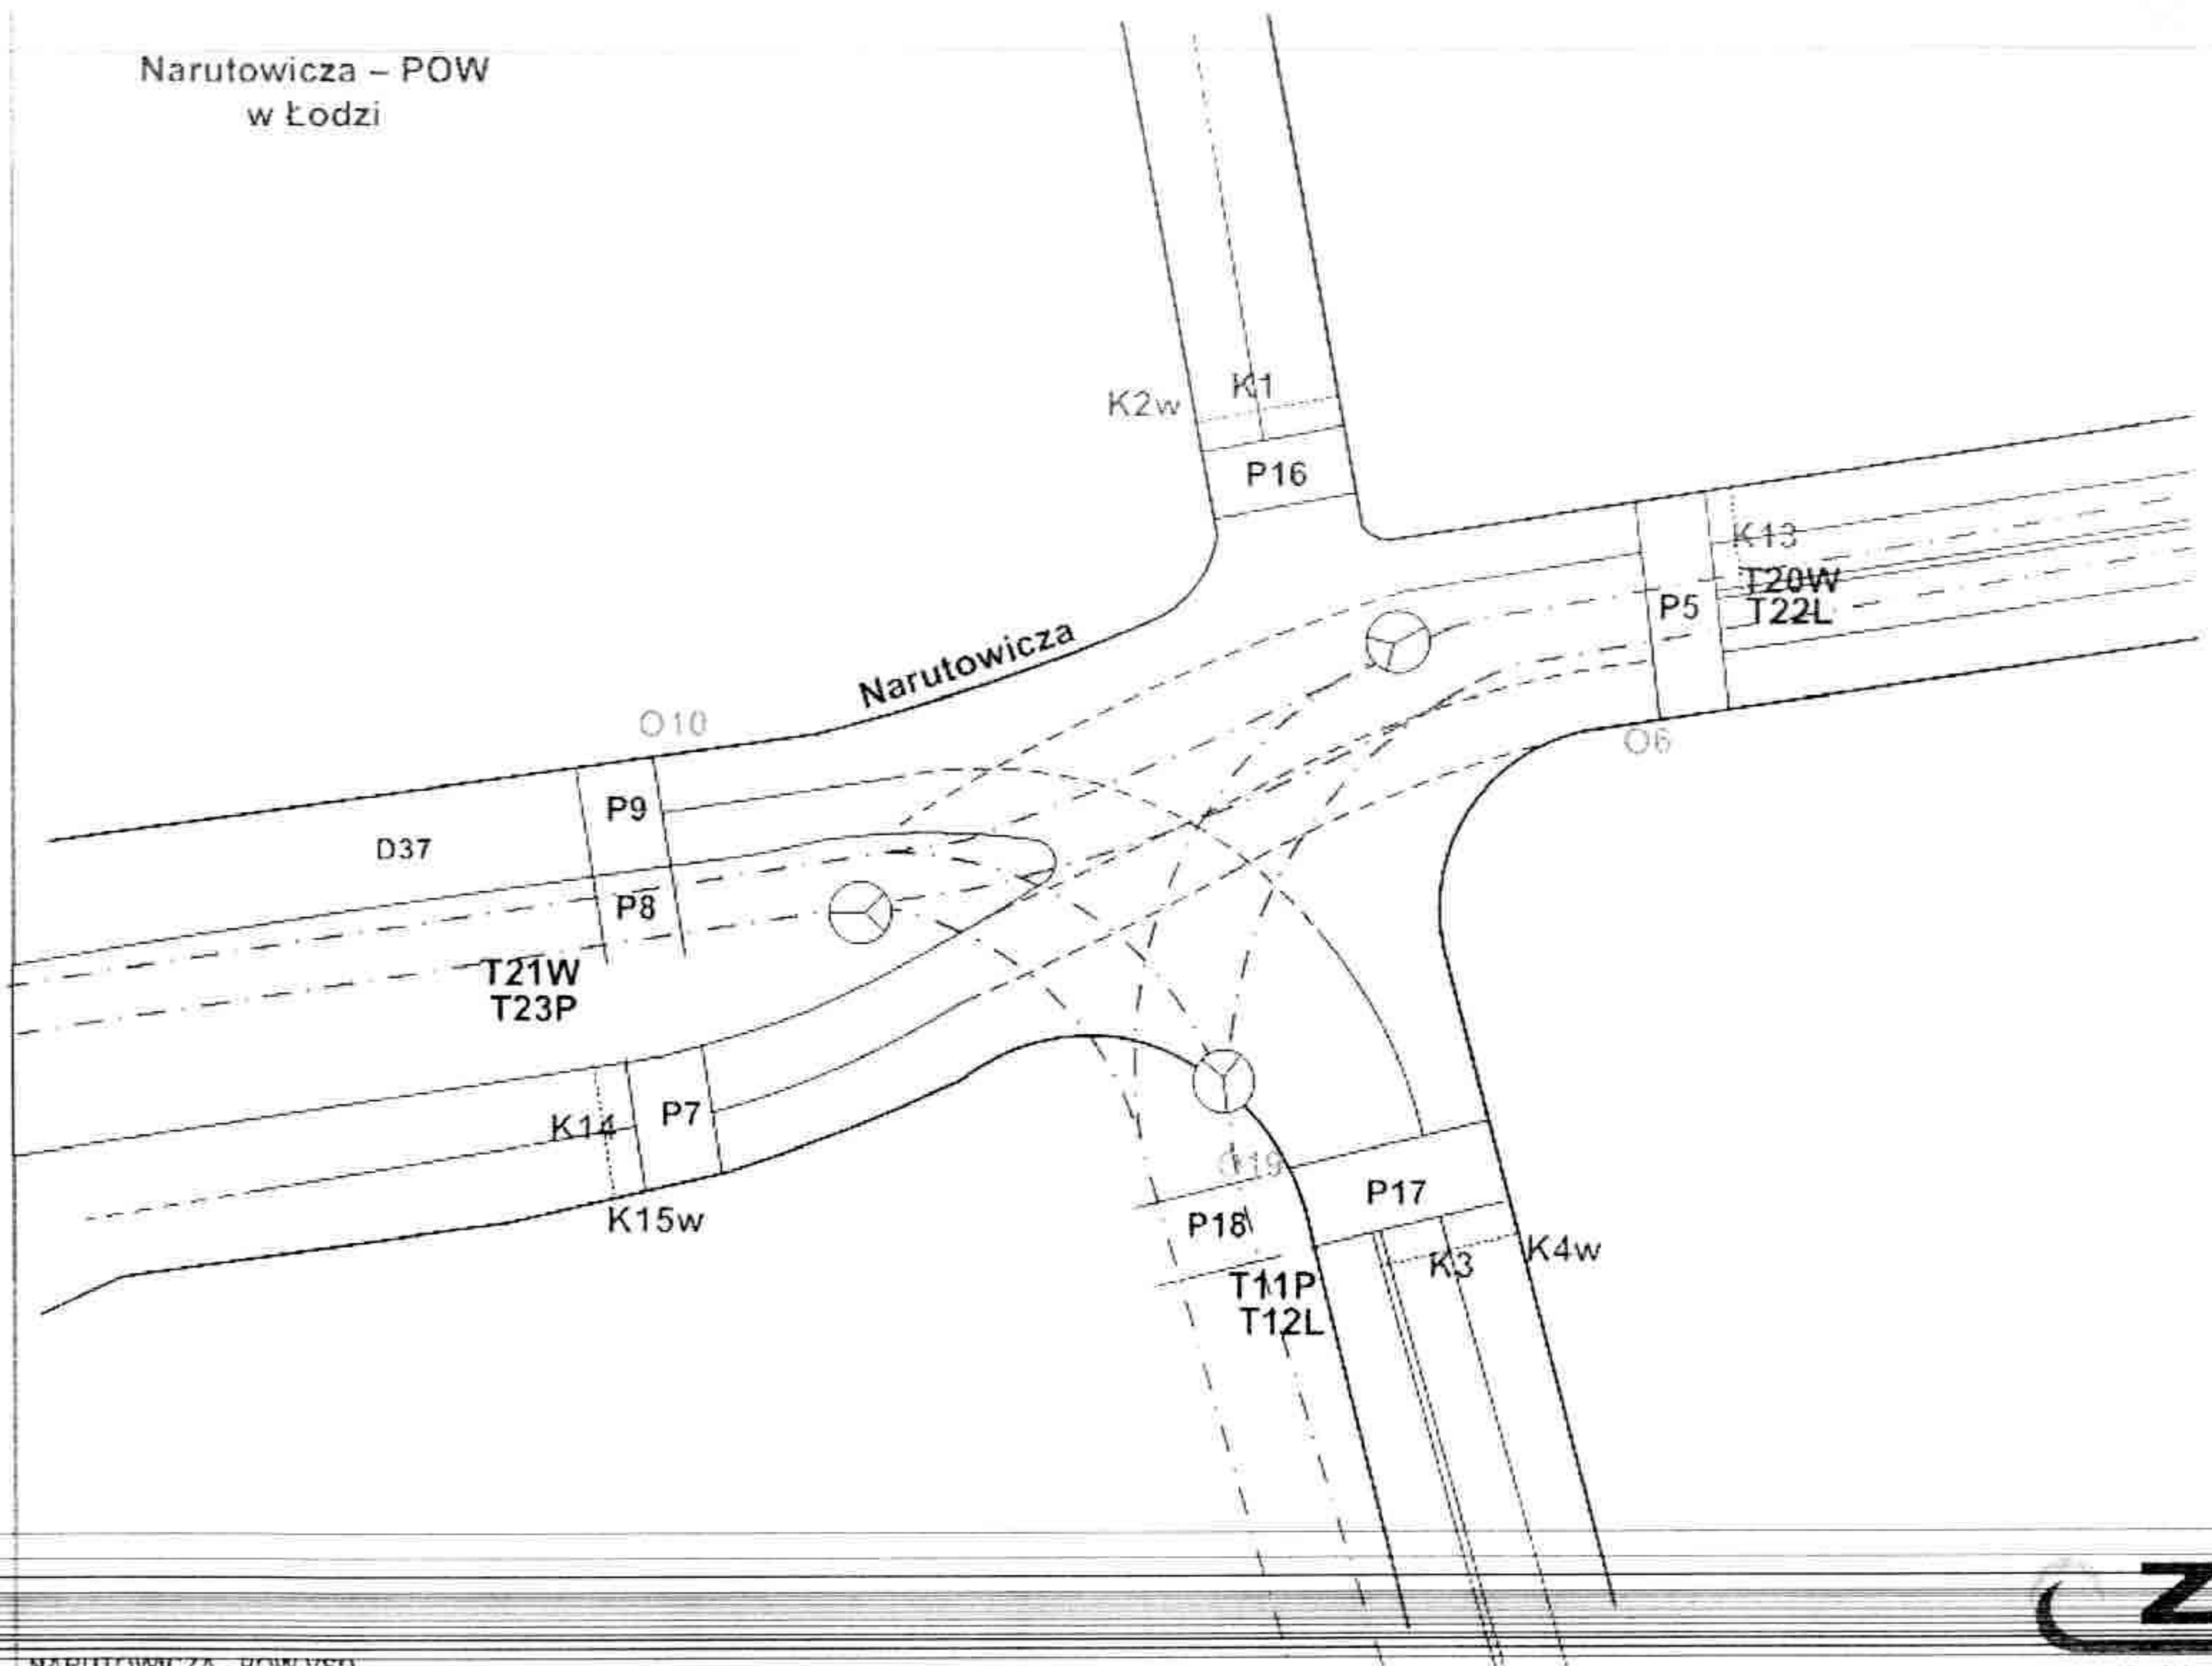 Narutowicza – POW
w Łodzi
K2w
K1
P16
K13
T20W
T22L
P5
O6
Narutowicza
O10
P9
D37
P8
T21W
T23P
K14
P7
K15w
O19
P17
P18
K3
K4w
T11P
T12L
Z